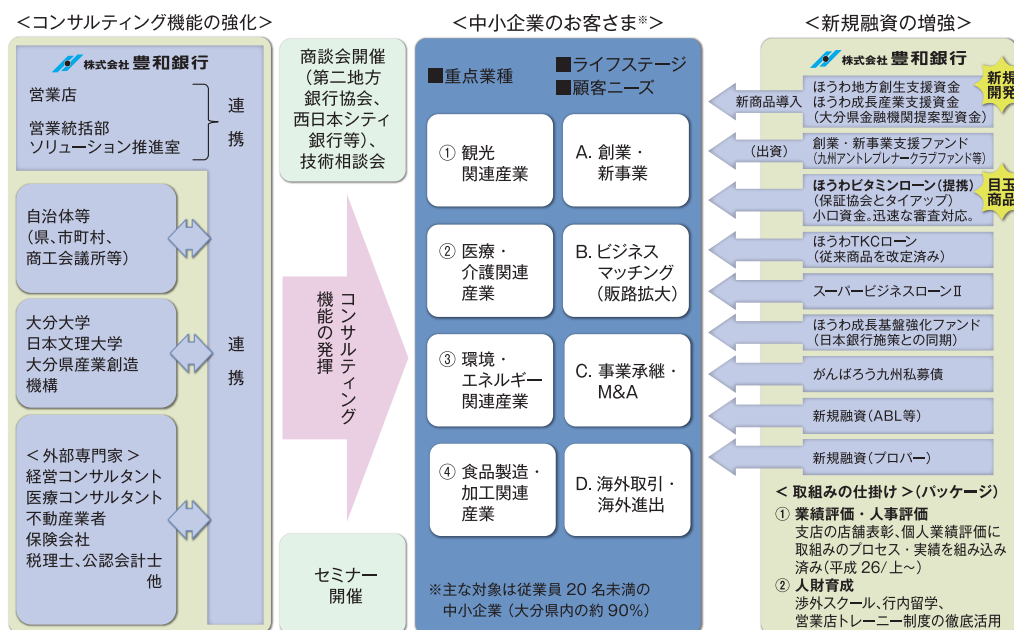 ＜コンサルティング機能の強化＞
株式会社 豊和銀行
営業店
営業統括部
ソリューション推進室
連
携
自治体等
（県、市町村、
商工会議所等）
大分大学
日本文理大学
大分県産業創造
機構
連
携
＜外部専門家＞
経営コンサルタント
医療コンサルタント
不動産業者
保険会社
税理士、公認会計士
他
商談会開催
（第二地方
銀行協会、
西日本シティ
銀行等）、
技術相談会
コンサルティング
機能の発揮
セミナー
開催
＜中小企業のお客さま※＞
■重点業種
■ライフステージ
■顧客ニーズ
① 観光
関連産業
A. 創業・
新事業
② 医療・
介護関連
産業
B. ビジネス
マッチング
（販路拡大）
③ 環境・
エネルギー
関連産業
C. 事業承継・
M&A
④ 食品製造・
加工関連
産業
D. 海外取引・
海外進出
※主な対象は従業員 20 名未満の
中小企業（大分県内の約 90%）
＜新規融資の増強＞
株式会社 豊和銀行
新規
開発
新商品導入
ほうわ地方創生支援資金
ほうわ成長産業支援資金
（大分県金融機関提案型資金）
（出資）
創業・新事業支援ファンド
（九州アントレプレナークラブファンド等）
目玉
商品
ほうわビタミンローン（提携）
（保証協会とタイアップ）
小口資金。迅速な審査対応。
ほうわTKCローン
（従来商品を改定済み）
スーパービジネスローンⅡ
ほうわ成長基盤強化ファンド
（日本銀行施策との同期）
がんばろう九州私募債
新規融資（ABL等）
新規融資（プロパー）
＜ 取組みの仕掛け ＞（パッケージ）
① 業績評価・人事評価
支店の店舗表彰、個人業績評価に
取組みのプロセス・実績を組み込み
済み（平成 26/上～）
② 人財育成
渉外スクール、行内留学、
営業店トレーニー制度の徹底活用